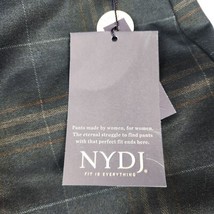 Pants made by women, for women.
The eternal struggle to find pants
with that perfect fit ends here.
NYDJ
FIT IS EVERYTHING